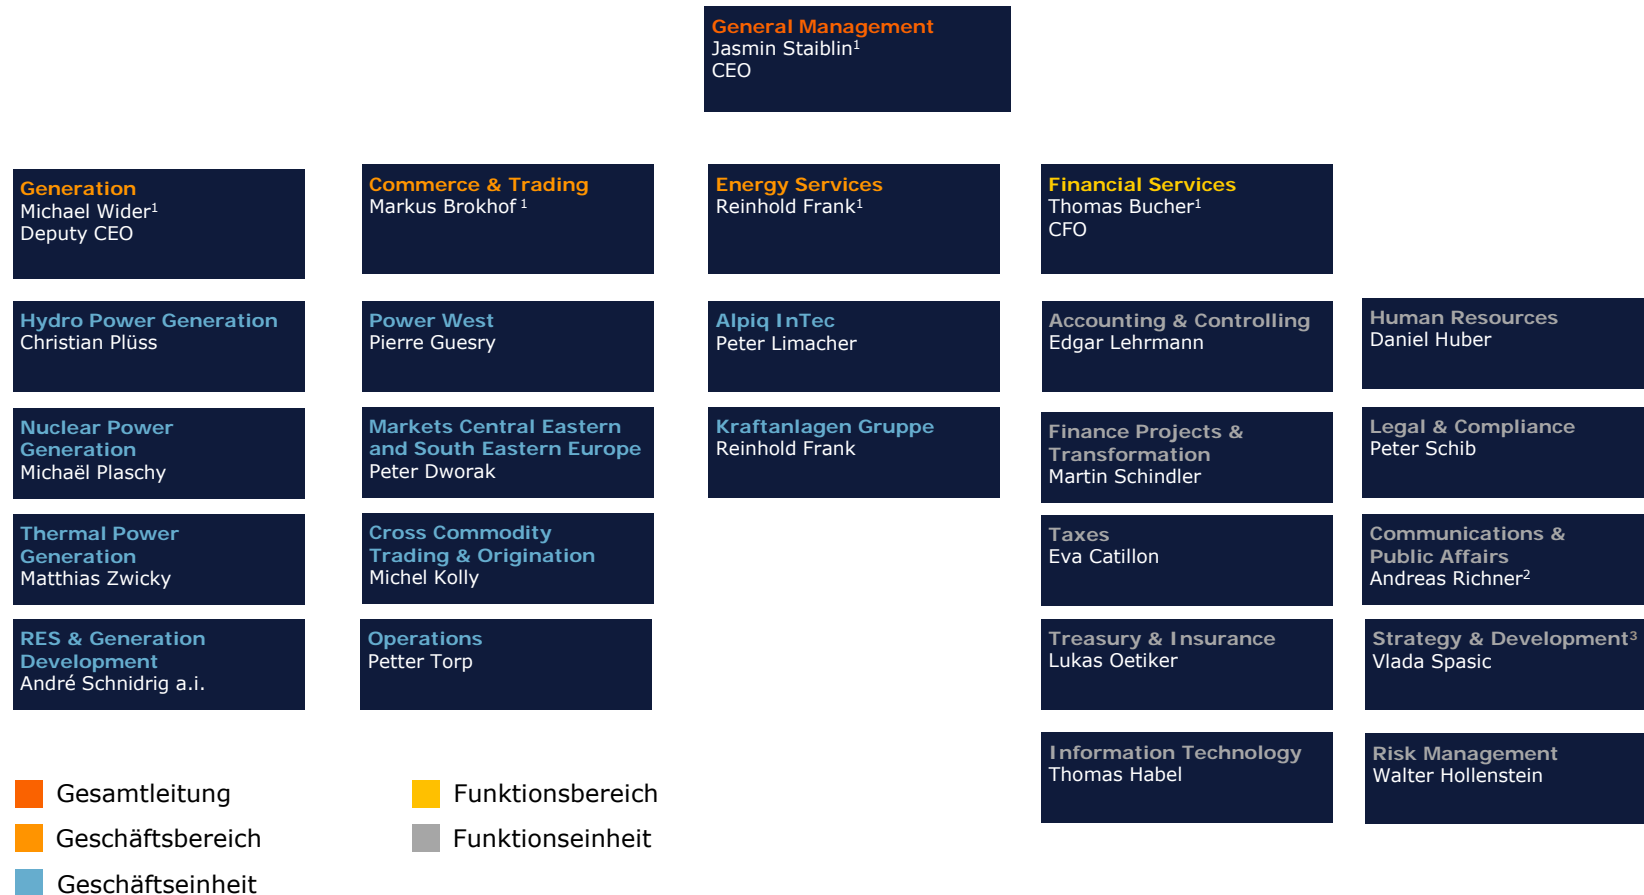 General Management
Jasmin Staiblin¹
CEO
Generation
Michael Wider¹
Deputy CEO
Commerce & Trading
Markus Brokhof ¹
Energy Services
Reinhold Frank¹
Financial Services
Thomas Bucher¹
CFO
Hydro Power Generation
Christian Plüss
Power West
Pierre Guesry
Alpiq InTec
Peter Limacher
Accounting & Controlling
Edgar Lehrmann
Human Resources
Daniel Huber
Nuclear Power
Generation
Michaël Plaschy
Markets Central Eastern
and South Eastern Europe
Peter Dworak
Kraftanlagen Gruppe
Reinhold Frank
Finance Projects &
Transformation
Martin Schindler
Legal & Compliance
Peter Schib
Thermal Power
Generation
Matthias Zwicky
Cross Commodity
Trading & Origination
Michel Kolly
Taxes
Eva Catillon
Communications &
Public Affairs
Andreas Richner²
RES & Generation
Development
André Schnidrig a.i.
Operations
Petter Torp
Treasury & Insurance
Lukas Oetiker
Strategy & Development³
Vlada Spasic
Information Technology
Thomas Habel
Risk Management
Walter Hollenstein
Gesamtleitung
Geschäftsbereich
Geschäftseinheit
Funktionsbereich
Funktionseinheit